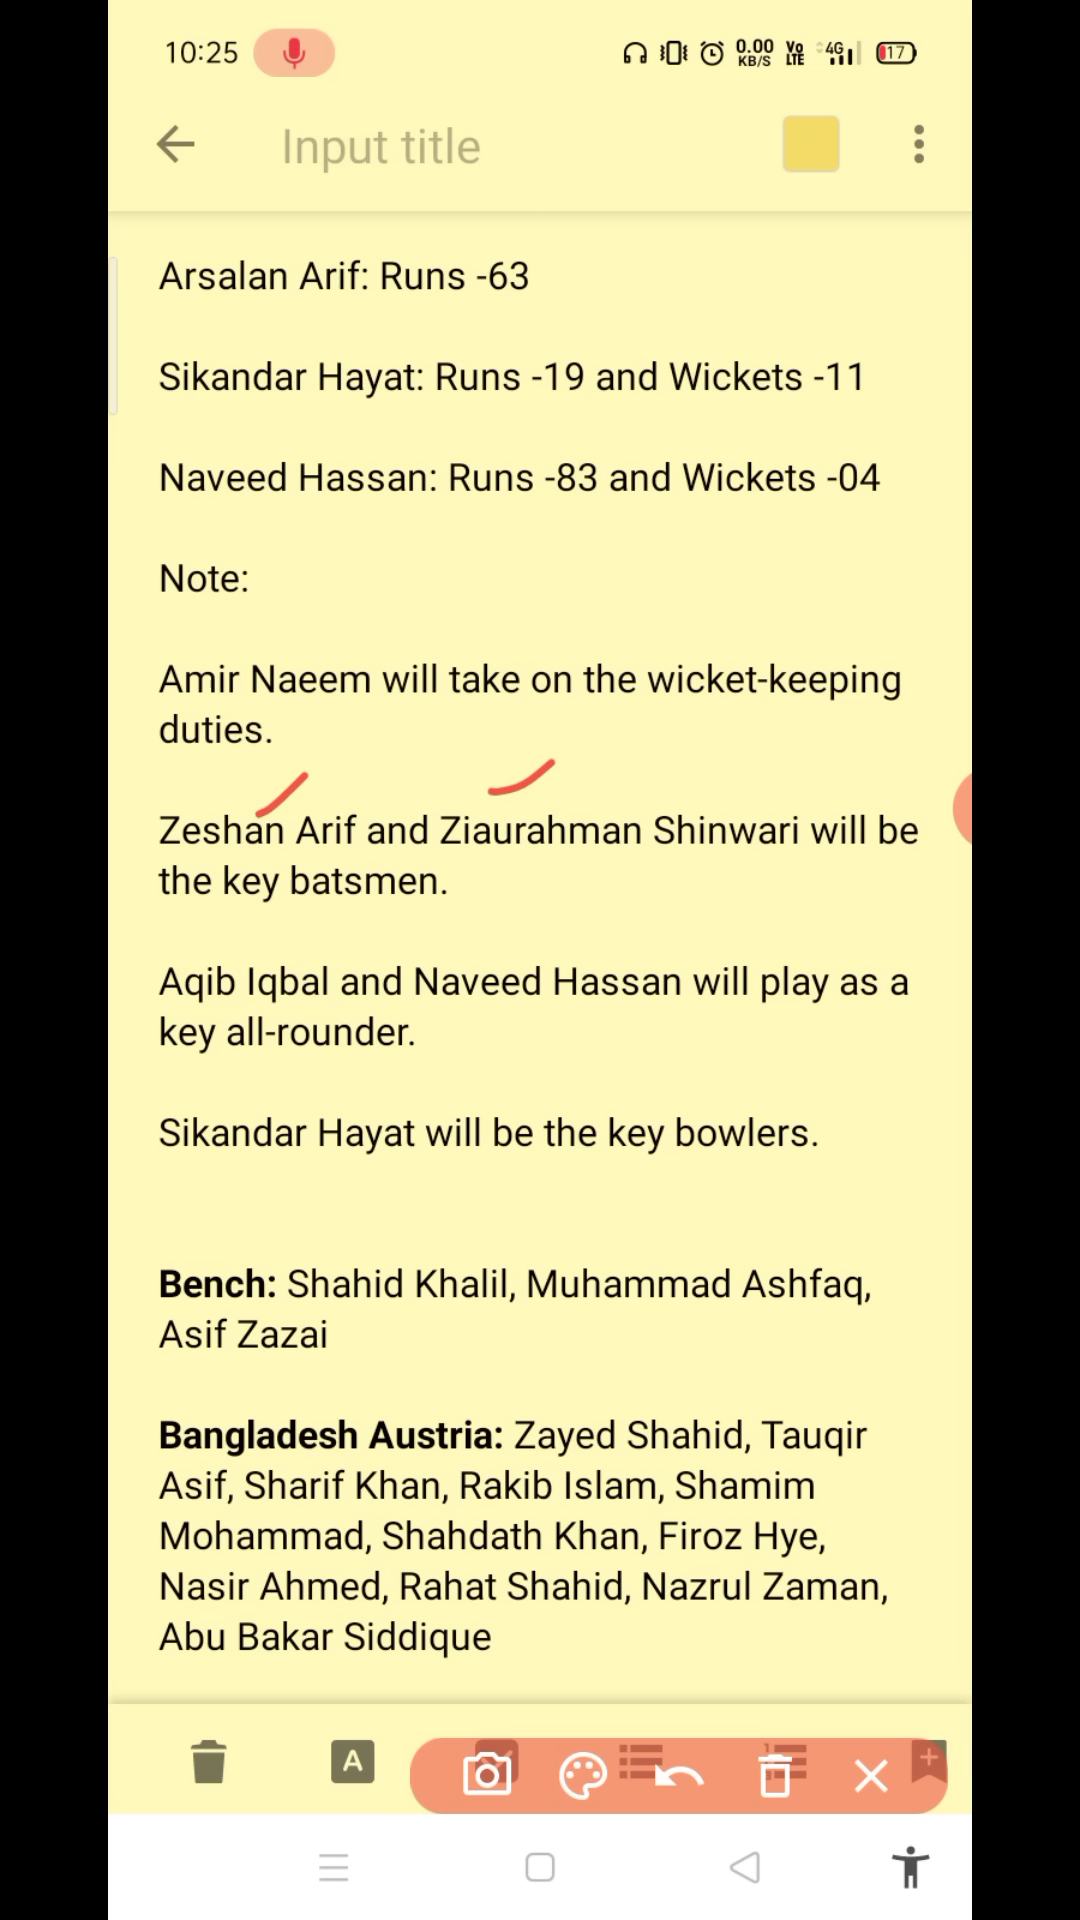 10:25
0.00 KB/S Vo LTE 4G 17
Input title
Arsalan Arif: Runs -63
Sikandar Hayat: Runs -19 and Wickets -11
Naveed Hassan: Runs -83 and Wickets -04
Note:
Amir Naeem will take on the wicket-keeping
duties.
Zeshan Arif and Ziaurahman Shinwari will be
the key batsmen.
Aqib Iqbal and Naveed Hassan will play as a
key all-rounder.
Sikandar Hayat will be the key bowlers.
Bench: Shahid Khalil, Muhammad Ashfaq,
Asif Zazai
Bangladesh Austria: Zayed Shahid, Tauqir
Asif, Sharif Khan, Rakib Islam, Shamim
Mohammad, Shahdath Khan, Firoz Hye,
Nasir Ahmed, Rahat Shahid, Nazrul Zaman,
Abu Bakar Siddique
A